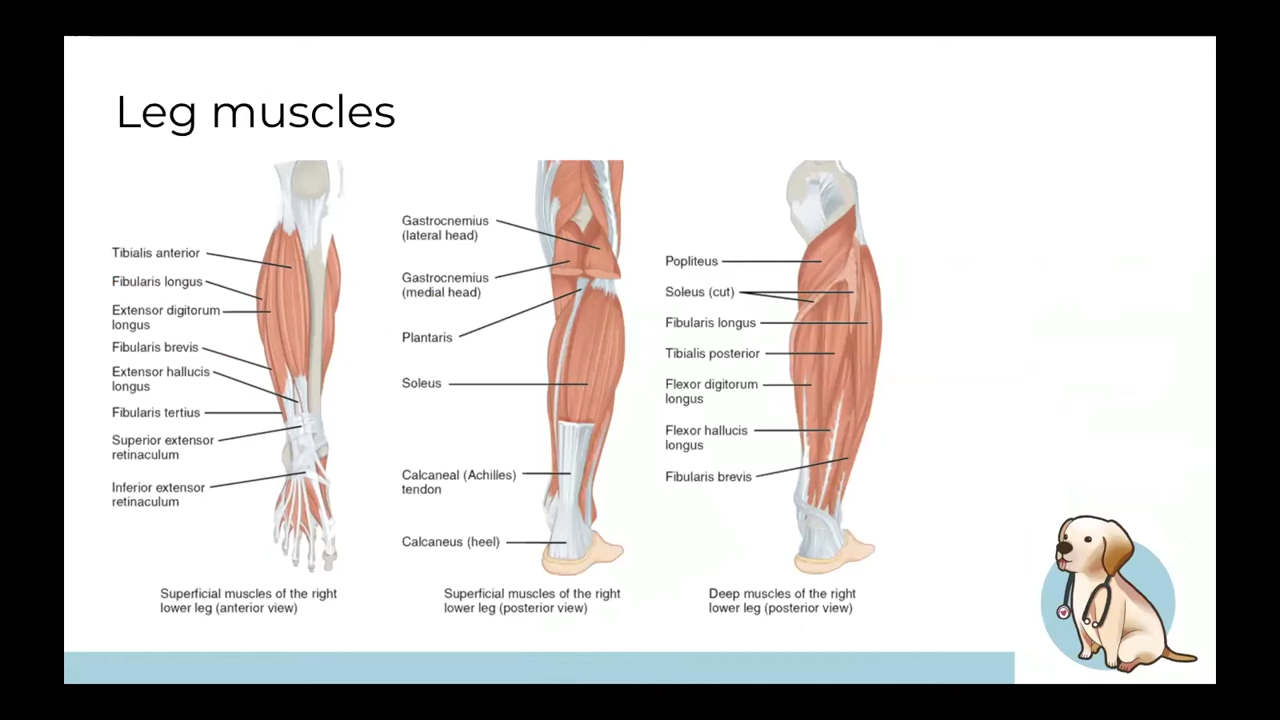 Leg muscles
Tibialis anterior
Fibularis longus
Extensor digitorum
longus
Fibularis brevis
Extensor hallucis
longus
Fibularis tertius
Superior extensor
retinaculum
Inferior extensor
retinaculum
Superficial muscles of the right
lower leg (anterior view)
Gastrocnemius
(lateral head)
Gastrocnemius
(medial head)
Plantaris
Soleus
Calcaneal (Achilles)
tendon
Calcaneus (heel)
Superficial muscles of the right
lower leg (posterior view)
Popliteus
Soleus (cut)
Fibularis longus
Tibialis posterior
Flexor digitorum
longus
Flexor hallucis
longus
Fibularis brevis
Deep muscles of the right
lower leg (posterior view)